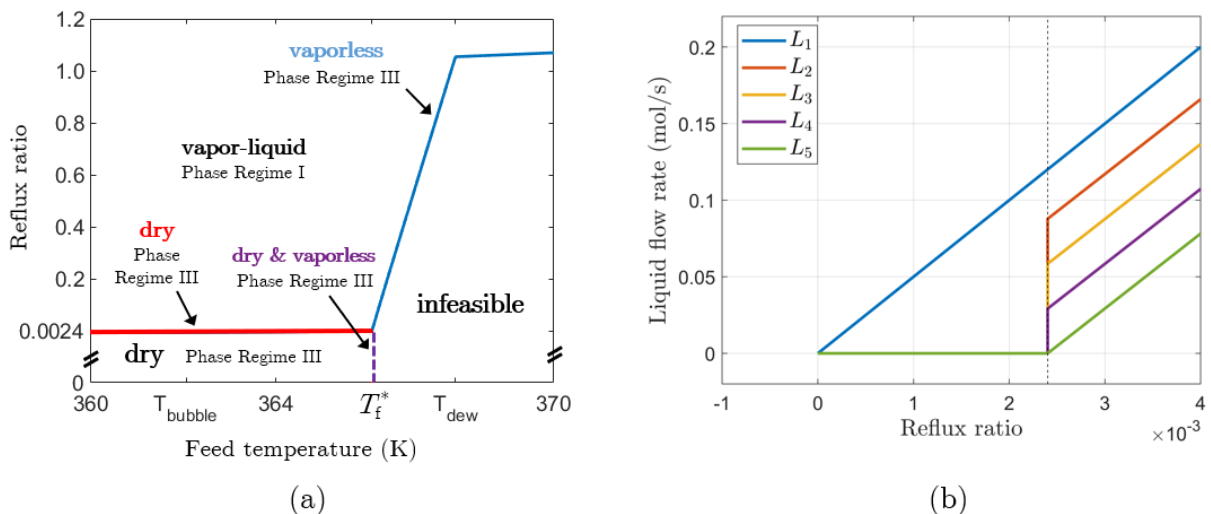 1.2
1.0
0.8
0.6
0.4
0.2
0.0024
0
Reflux ratio
vaporless
Phase Regime III
vapor-liquid
Phase Regime I
dry
Phase
Regime III
dry & vaporless
Phase Regime III
infeasible
dry Phase Regime III
360 T_bubble 364 T_f^* T_dew 370
Feed temperature (K)
(a)
L_1
L_2
L_3
L_4
L_5
0.2
0.15
0.1
0.05
0
Liquid flow rate (mol/s)
-1 0 1 2 3 4
×10^-3
Reflux ratio
(b)